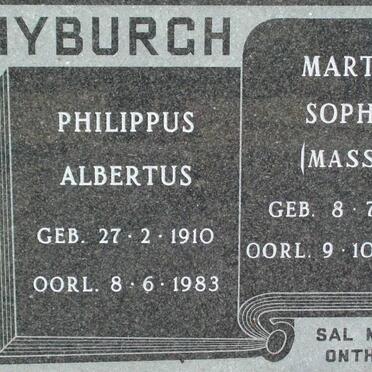 MYBURGH
PHILIPPUS
ALBERTUS
GEB. 27·2·1910
OORL. 8·6·1983
MART
SOPH
(MASS
GEB. 8·7
OORL. 9·10
SAL
ONTH